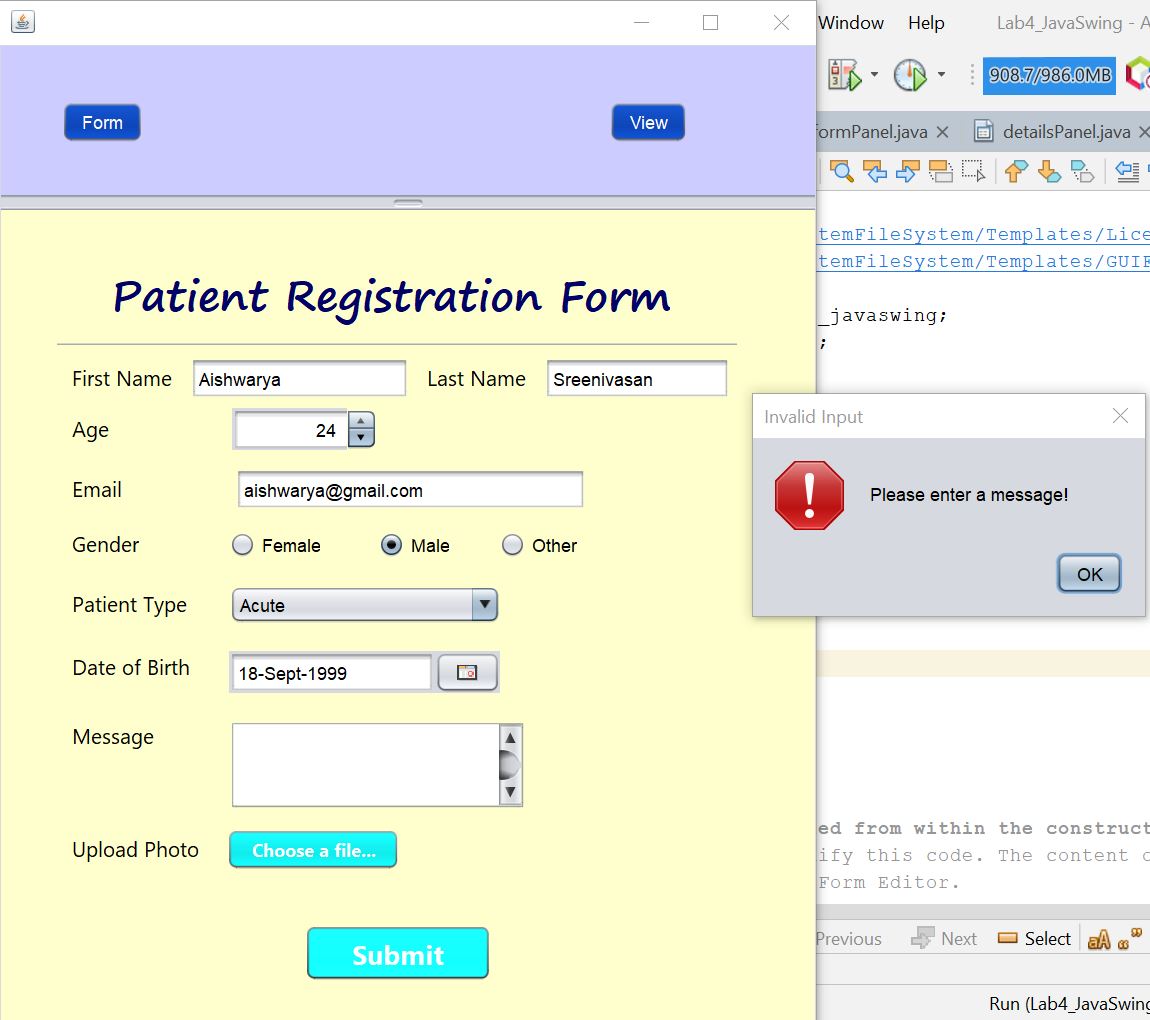 Window Help Lab4_JavaSwing - A
908.7/986.0MB
Form View
formPanel.java detailsPanel.java
temFileSystem/Templates/Lice
temFileSystem/Templates/GUIE
_javaswing;
;
Patient Registration Form
First Name Aishwarya Last Name Sreenivasan
Age 24
Email aishwarya@gmail.com
Gender Female Male Other
Patient Type Acute
Date of Birth 18-Sept-1999
Message
Upload Photo Choose a file...
Submit
Invalid Input
Please enter a message!
OK
ed from within the construct
ify this code. The content o
Form Editor.
Previous Next Select aA
Run (Lab4_JavaSwing